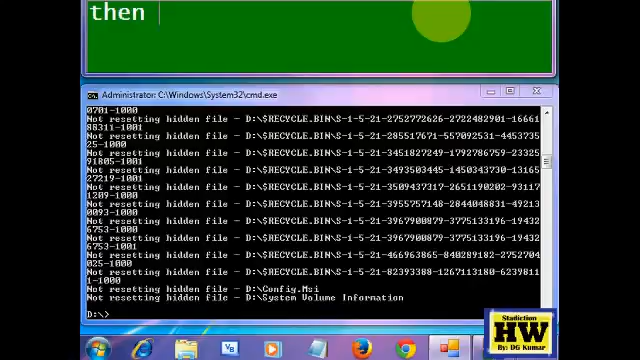 then
Administrator: C:\Windows\System32\cmd.exe
0701-1000
Not resetting hidden file - D:\$RECYCLE.BIN\S-1-5-21-2752772626-2722482901-16661
88311-1001
Not resetting hidden file - D:\$RECYCLE.BIN\S-1-5-21-285517671-557092531-4453735
25-1000
Not resetting hidden file - D:\$RECYCLE.BIN\S-1-5-21-3451827249-1792786759-23325
91805-1001
Not resetting hidden file - D:\$RECYCLE.BIN\S-1-5-21-3493503445-1450343730-13165
27219-1001
Not resetting hidden file - D:\$RECYCLE.BIN\S-1-5-21-3509437317-2651190202-93117
1209-1000
Not resetting hidden file - D:\$RECYCLE.BIN\S-1-5-21-3955757148-2844048831-49213
0093-1000
Not resetting hidden file - D:\$RECYCLE.BIN\S-1-5-21-3967900879-3775133196-19432
6753-1000
Not resetting hidden file - D:\$RECYCLE.BIN\S-1-5-21-3967900879-3775133196-19432
6753-1001
Not resetting hidden file - D:\$RECYCLE.BIN\S-1-5-21-466963865-840289182-2752704
025-1000
Not resetting hidden file - D:\$RECYCLE.BIN\S-1-5-21-82393388-1267113180-6239811
1-1000
Not resetting hidden file - D:\Config.Msi
Not resetting hidden file - D:\System Volume Information
D:\>
Stadiction
HW
By: DG Kumar